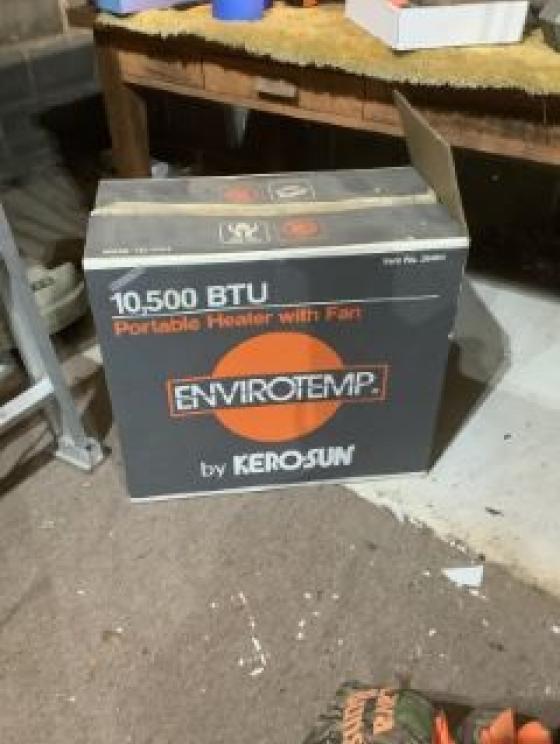 10,500 BTU
Portable Heater with Fan
ENVIROTEMP.
by KERO-SUN